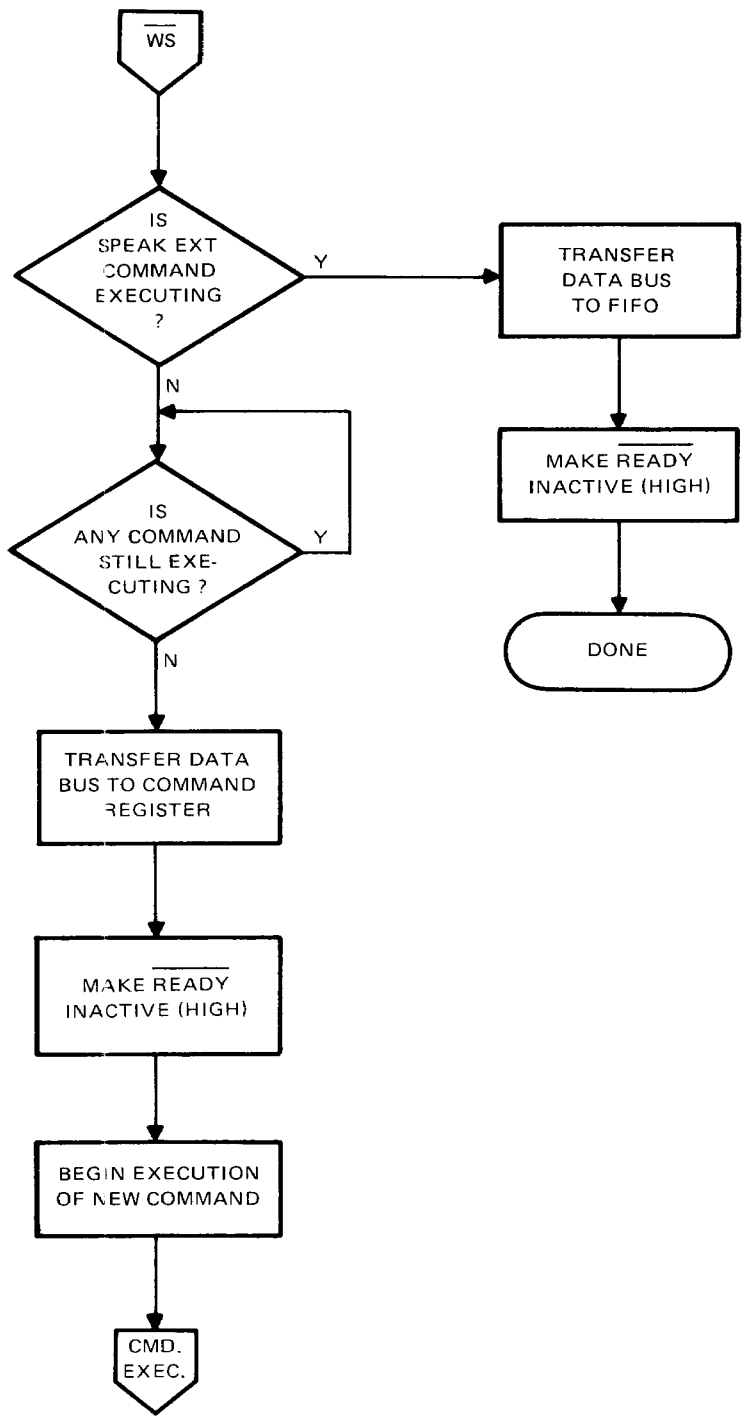 WS
IS
SPEAK EXT
COMMAND
EXECUTING
?
Y
TRANSFER
DATA BUS
TO FIFO
N
MAKE READY
INACTIVE (HIGH)
IS
ANY COMMAND
STILL EXE-
CUTING ?
Y
DONE
N
TRANSFER DATA
BUS TO COMMAND
REGISTER
MAKE READY
INACTIVE (HIGH)
BEGIN EXECUTION
OF NEW COMMAND
CMD.
EXEC.